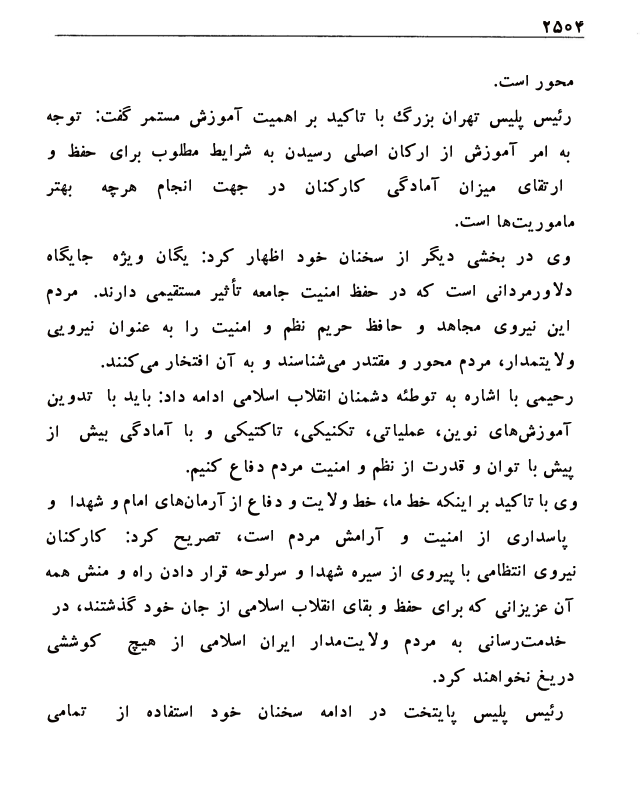 ۲۵۰۴
محور است.
رئیس پلیس تهران بزرگ با تاکید بر اهمیت آموزش مستمر گفت: توجه
به امر آموزش از ارکان اصلی رسیدن به شرایط مطلوب برای حفظ و
ارتقای میزان آمادگی کارکنان در جهت انجام هرچه بهتر
ماموریت‌ها است.
وی در بخشی دیگر از سخنان خود اظهار کرد: یگان ویژه جایگاه
دلاورمردانی است که در حفظ امنیت جامعه تأثیر مستقیمی دارند. مردم
این نیروی مجاهد و حافظ حریم نظم و امنیت را به عنوان نیرویی
ولایتمدار، مردم محور و مقتدر می‌شناسند و به آن افتخار می‌کنند.
رحیمی با اشاره به توطئه دشمنان انقلاب اسلامی ادامه داد: باید با تدوین
آموزش‌های نوین، عملیاتی، تکنیکی، تاکتیکی و با آمادگی بیش از
پیش با توان و قدرت از نظم و امنیت مردم دفاع کنیم.
وی با تاکید بر اینکه خط ما، خط ولایت و دفاع از آرمان‌های امام و شهدا و
پاسداری از امنیت و آرامش مردم است، تصریح کرد: کارکنان
نیروی انتظامی با پیروی از سیره شهدا و سرلوحه قرار دادن راه و منش همه
آن عزیزانی که برای حفظ و بقای انقلاب اسلامی از جان خود گذشتند، در
خدمت‌رسانی به مردم ولایت‌مدار ایران اسلامی از هیچ کوششی
دریغ نخواهند کرد.
رئیس پلیس پایتخت در ادامه سخنان خود استفاده از تمامی